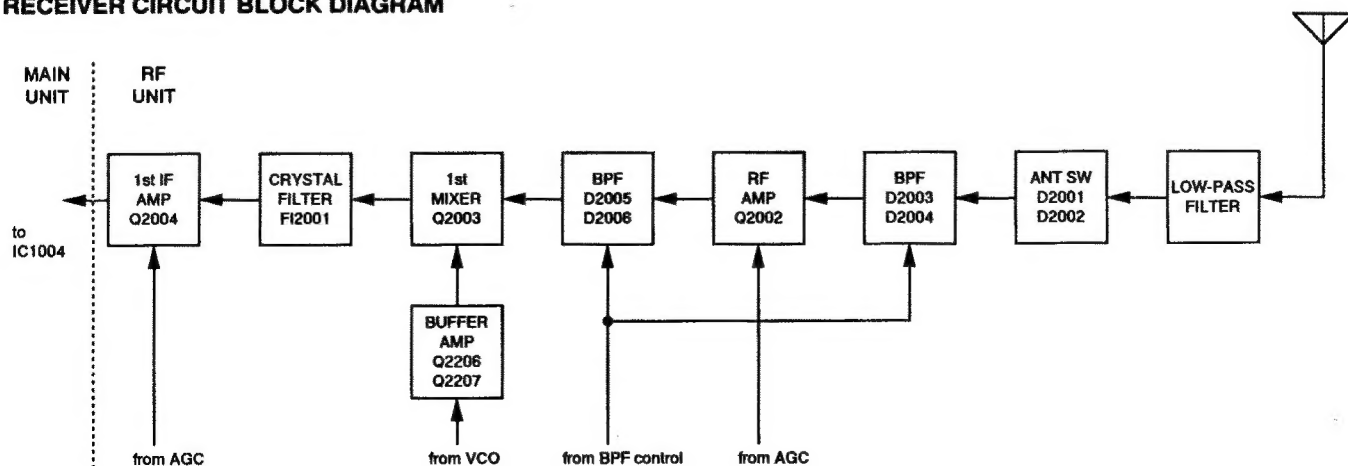 RECEIVER CIRCUIT BLOCK DIAGRAM
MAIN
UNIT
RF
UNIT
to
IC1004
1st IF
AMP
Q2004
CRYSTAL
FILTER
FI2001
1st
MIXER
Q2003
BPF
D2005
D2006
RF
AMP
Q2002
BPF
D2003
D2004
ANT SW
D2001
D2002
LOW-PASS
FILTER
BUFFER
AMP
Q2206
Q2207
from AGC
from VCO
from BPF control
from AGC